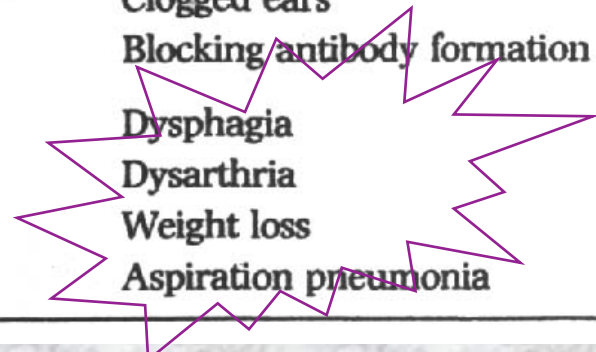 Clogged ears
Blocking antibody formation
Dysphagia
Dysarthria
Weight loss
Aspiration pneumonia